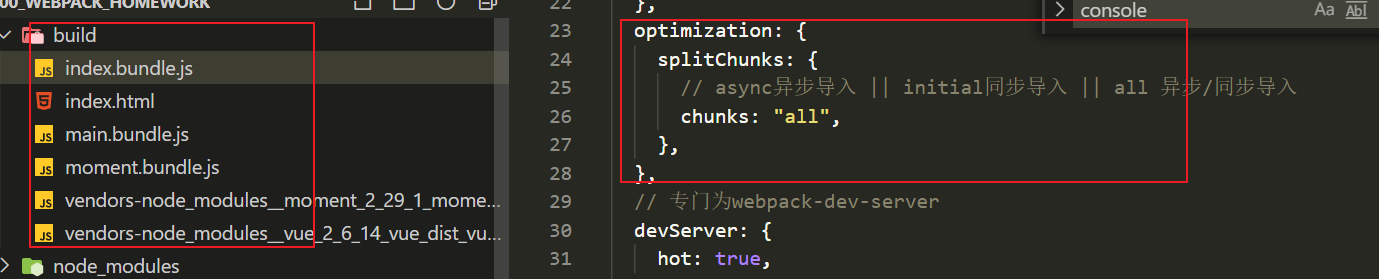 00_WEBPACK_HOMEWORK
build
index.bundle.js
index.html
main.bundle.js
moment.bundle.js
vendors-node_modules__moment_2_29_1_mome...
vendors-node_modules__vue_2_6_14_vue_dist_vu...
node_modules
22 },
23 optimization: {
24 splitChunks: {
25 // async异步导入 || initial同步导入 || all 异步/同步导入
26 chunks: "all",
27 },
28 },
29 // 专门为webpack-dev-server
30 devServer: {
31 hot: true,
console
Aa Abl